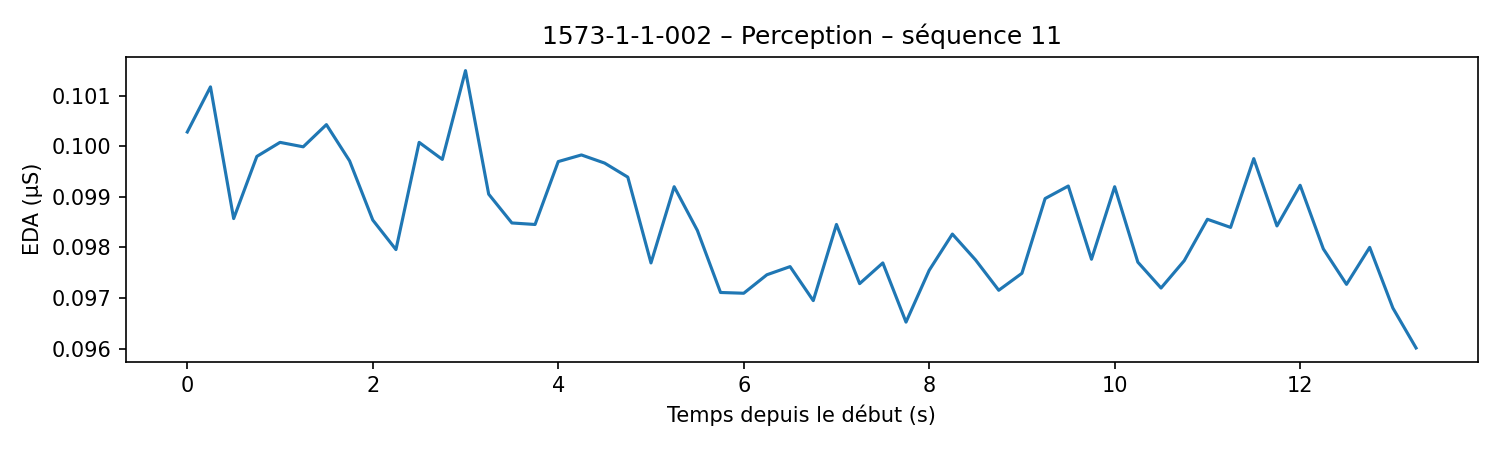 1573-1-1-002 – Perception – séquence 11
EDA (µS)
0.101
0.100
0.099
0.098
0.097
0.096
0 2 4 6 8 10 12
Temps depuis le début (s)